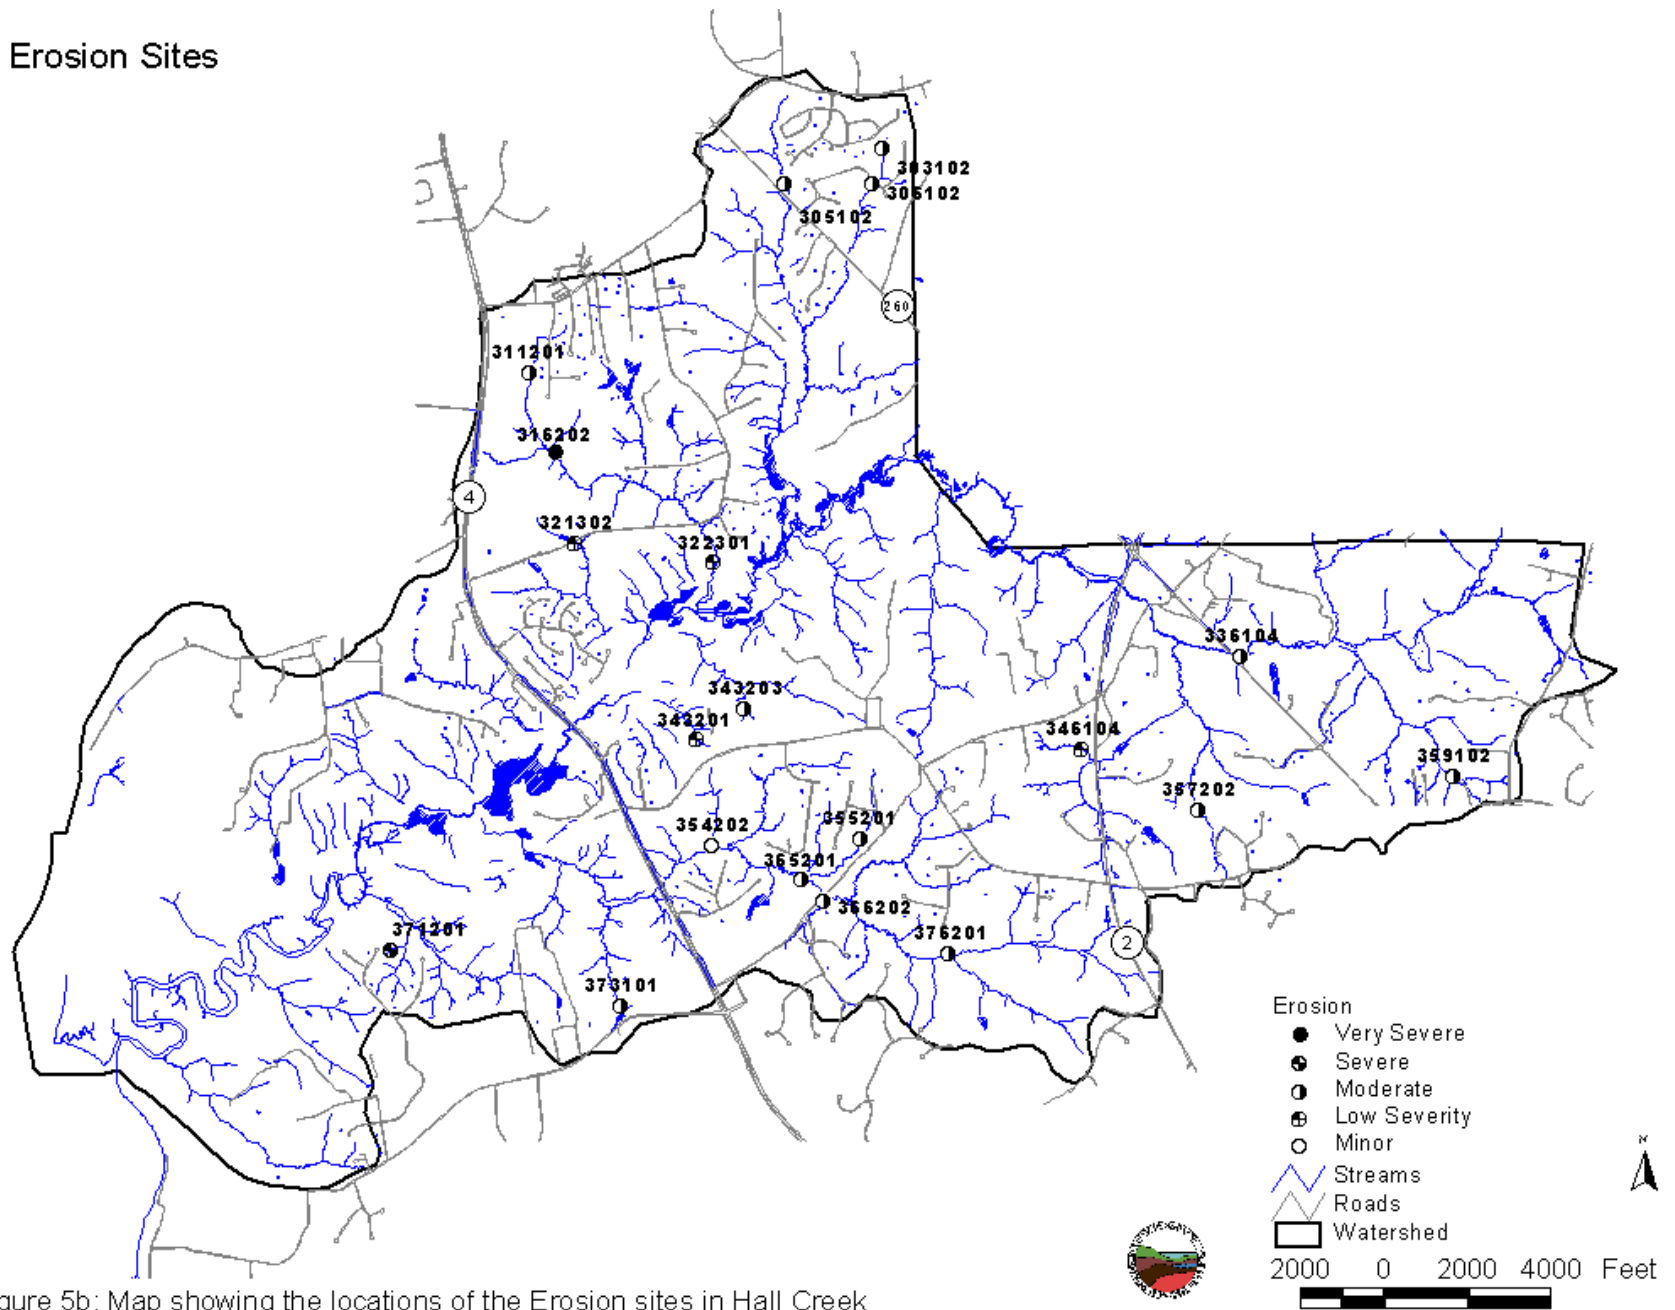 Erosion Sites
303102
306102
305102
260
311201
316202
4
321302
322301
336104
343203
343201
346104
359102
357202
354202
355201
365201
366202
371201
376201
2
373101
Erosion
Very Severe
Severe
Moderate
Low Severity
Minor
Streams
Roads
Watershed
N
2000 0 2000 4000 Feet
gure 5b: Map showing the locations of the Erosion sites in Hall Creek